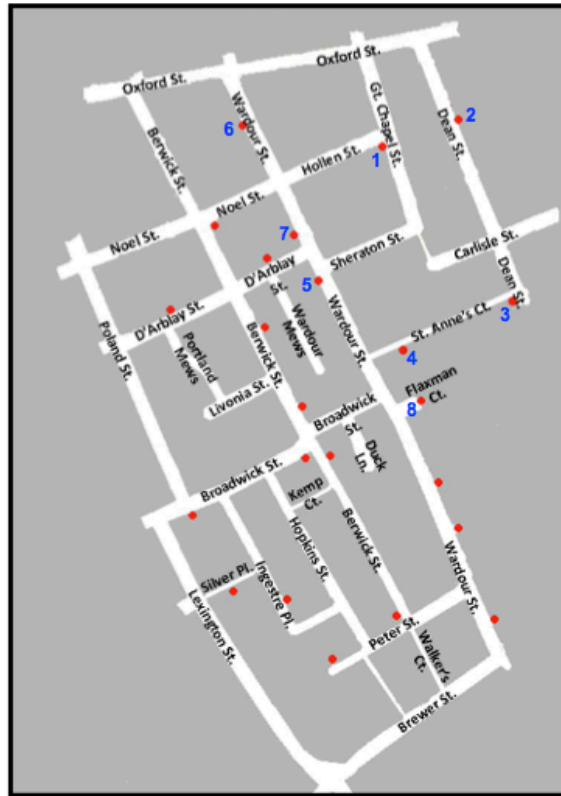 Oxford St.
Oxford St.
Berwick St.
Wardour St.
Gt. Chapel St.
Dean St.
2
6
1
Hollen St.
Noel St.
Noel St.
7
Sheraton St.
Carlisle St.
D'Arblay
St.
5
Dean St.
3
Poland St.
D'Arblay St.
Portland
Mews
Berwick St.
Wardour
Mews
Wardour St.
St. Anne's Ct.
4
Livonia St.
Flaxman
Ct.
8
Broadwick
St.
Duck
Ln.
Broadwick St.
Kemp
Ct.
Hopkins St.
Berwick St.
Wardour St.
Silver Pl.
Ingestre Pl.
Lexington St.
Peter St.
Walker's
Ct.
Brewer St.